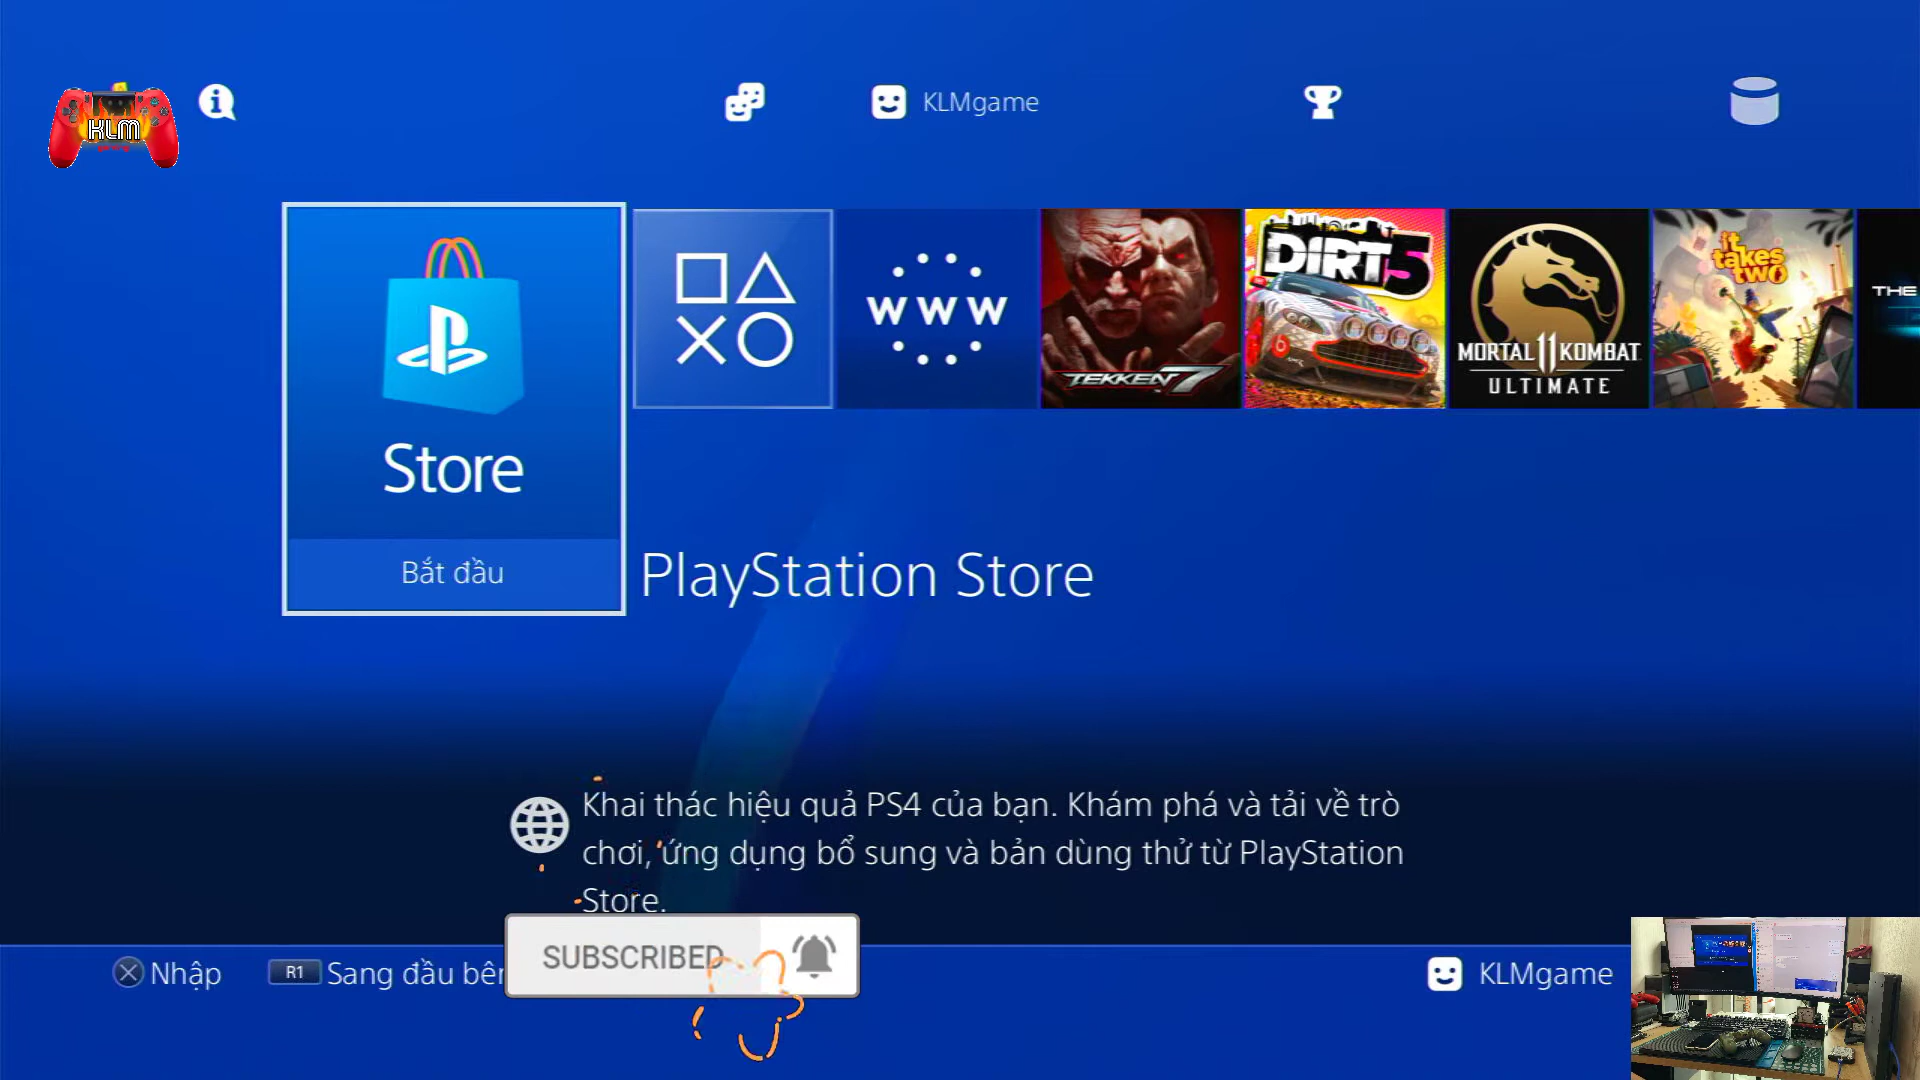 KLM
KLMgame
Store
Bắt đầu
WWW
TEKKEN 7
DIRT 5
MORTAL 11 KOMBAT
ULTIMATE
it
takes
two
THE
PlayStation Store
Khai thác hiệu quả PS4 của bạn. Khám phá và tải về trò
chơi, ứng dụng bổ sung và bản dùng thử từ PlayStation
Store.
SUBSCRIBED
Nhập
R1
Sang đầu bên
KLMgame